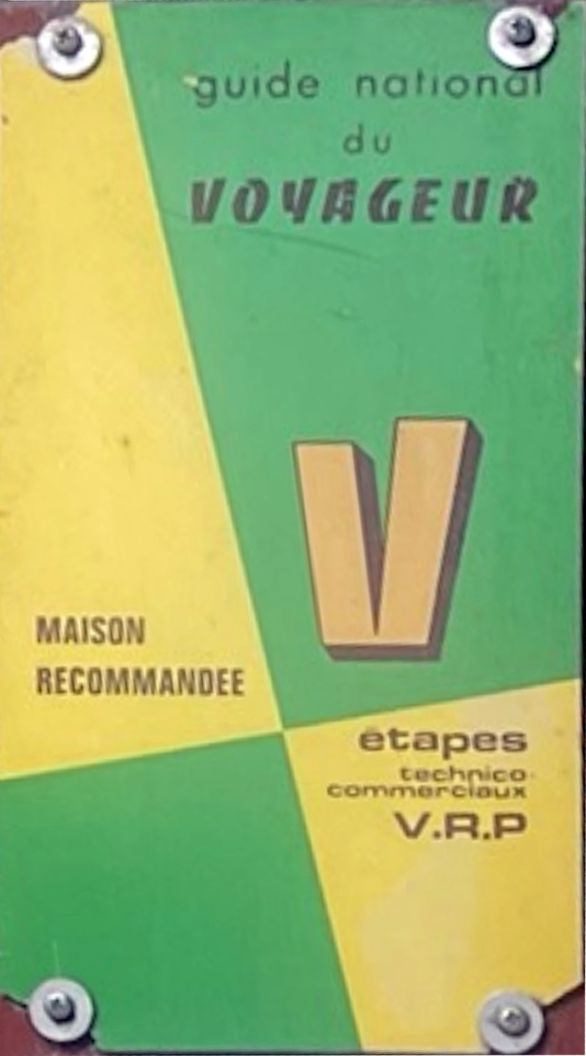 guide national
du
VOYAGEUR
V
MAISON
RECOMMANDEE
étapes
technico-
commerciaux
V.R.P